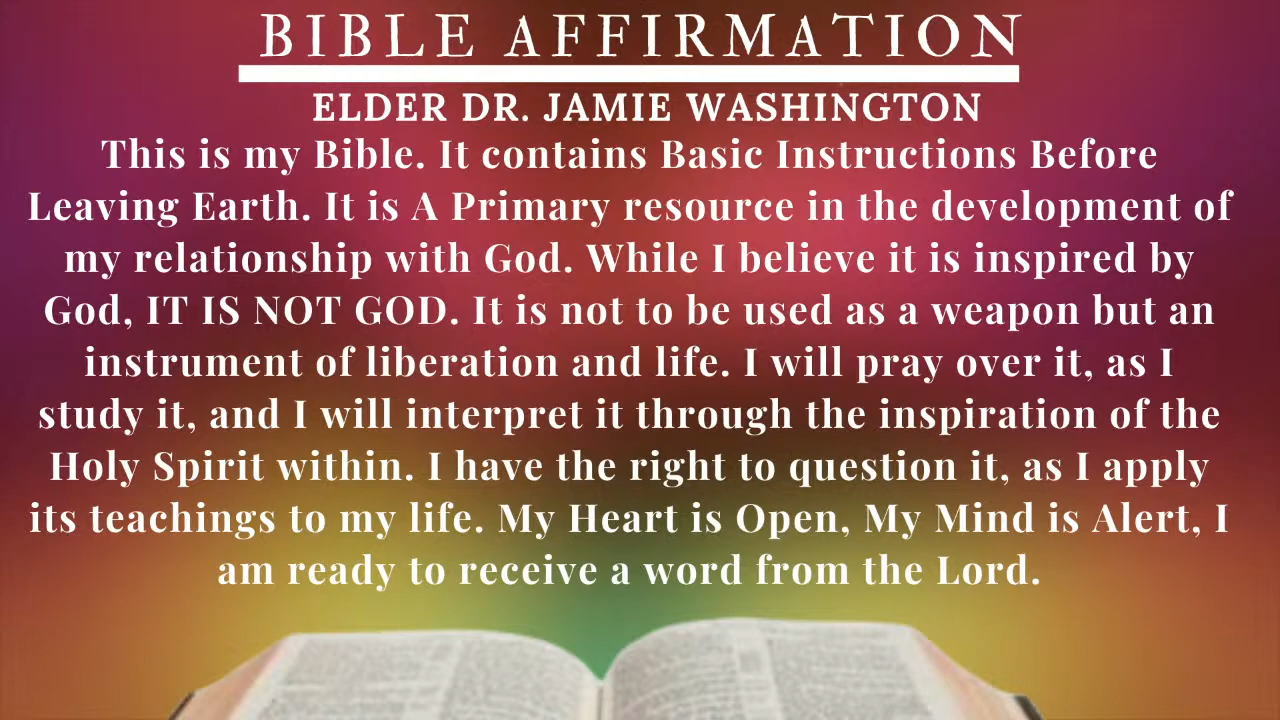 BIBLE AFFIRMATION
ELDER DR. JAMIE WASHINGTON
This is my Bible. It contains Basic Instructions Before
Leaving Earth. It is A Primary resource in the development of
my relationship with God. While I believe it is inspired by
God, IT IS NOT GOD. It is not to be used as a weapon but an
instrument of liberation and life. I will pray over it, as I
study it, and I will interpret it through the inspiration of the
Holy Spirit within. I have the right to question it, as I apply
its teachings to my life. My Heart is Open, My Mind is Alert, I
am ready to receive a word from the Lord.